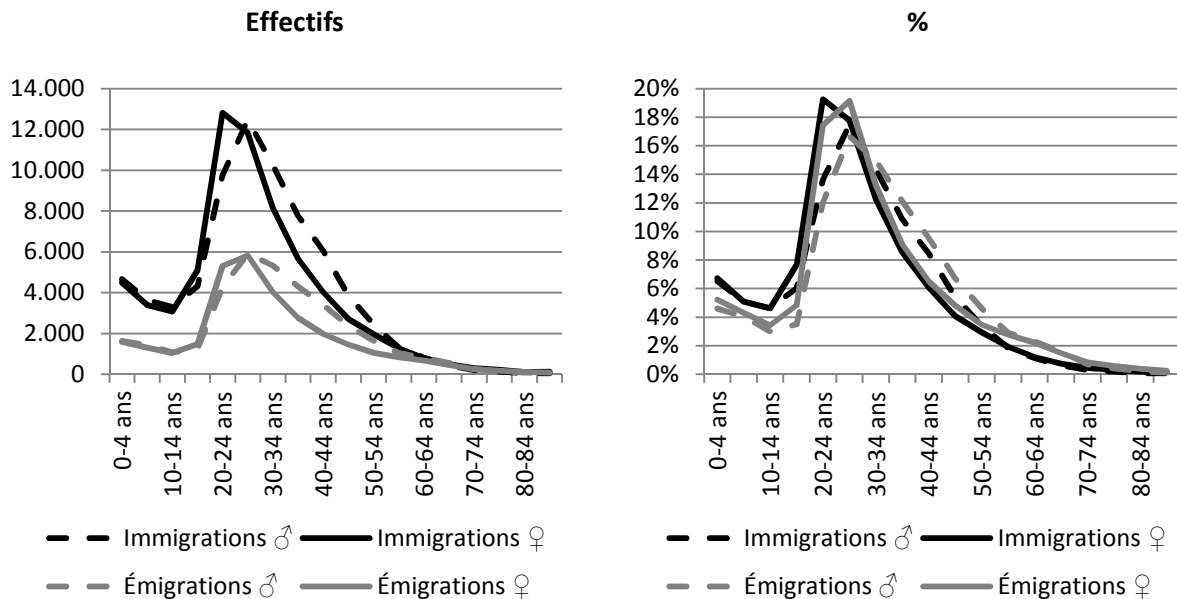 Effectifs
14.000
12.000
10.000
8.000
6.000
4.000
2.000
0
0-4 ans
10-14 ans
20-24 ans
30-34 ans
40-44 ans
50-54 ans
60-64 ans
70-74 ans
80-84 ans
Immigrations ♂
Immigrations ♀
Émigrations ♂
Émigrations ♀
%
20%
18%
16%
14%
12%
10%
8%
6%
4%
2%
0%
0-4 ans
10-14 ans
20-24 ans
30-34 ans
40-44 ans
50-54 ans
60-64 ans
70-74 ans
80-84 ans
Immigrations ♂
Immigrations ♀
Émigrations ♂
Émigrations ♀